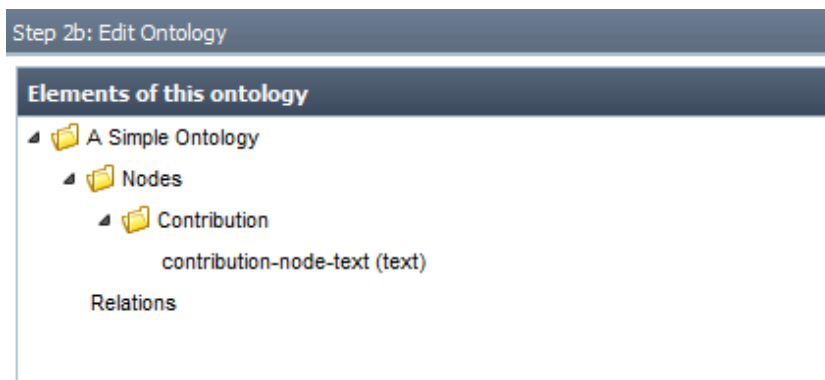 Step 2b: Edit Ontology
Elements of this ontology
A Simple Ontology
Nodes
Contribution
contribution-node-text (text)
Relations